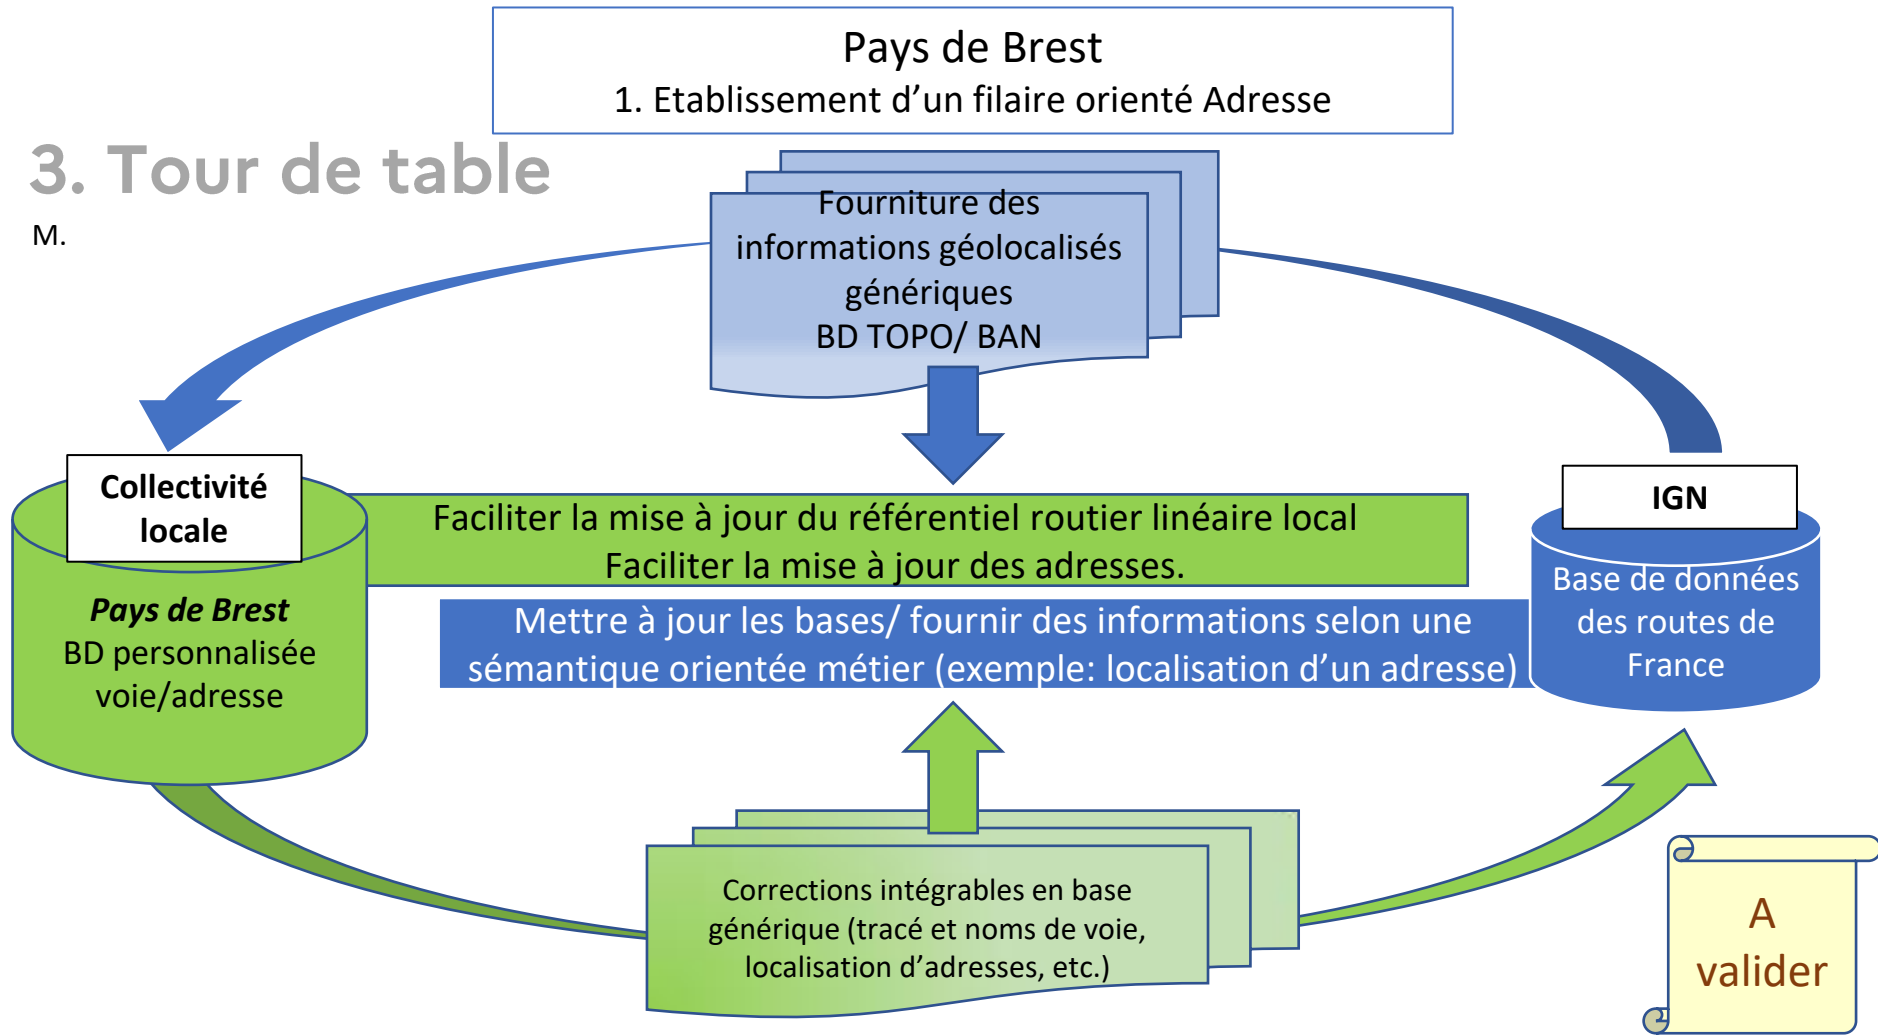 Pays de Brest
1. Etablissement d’un filaire orienté Adresse
3. Tour de table
M.
Fourniture des
informations géolocalisés
génériques
BD TOPO/ BAN
Collectivité
locale
IGN
Faciliter la mise à jour du référentiel routier linéaire local
Faciliter la mise à jour des adresses.
Pays de Brest
BD personnalisée
voie/adresse
Mettre à jour les bases/ fournir des informations selon une
sémantique orientée métier (exemple: localisation d’un adresse)
Base de données
des routes de
France
Corrections intégrables en base
générique (tracé et noms de voie,
localisation d’adresses, etc.)
A
valider